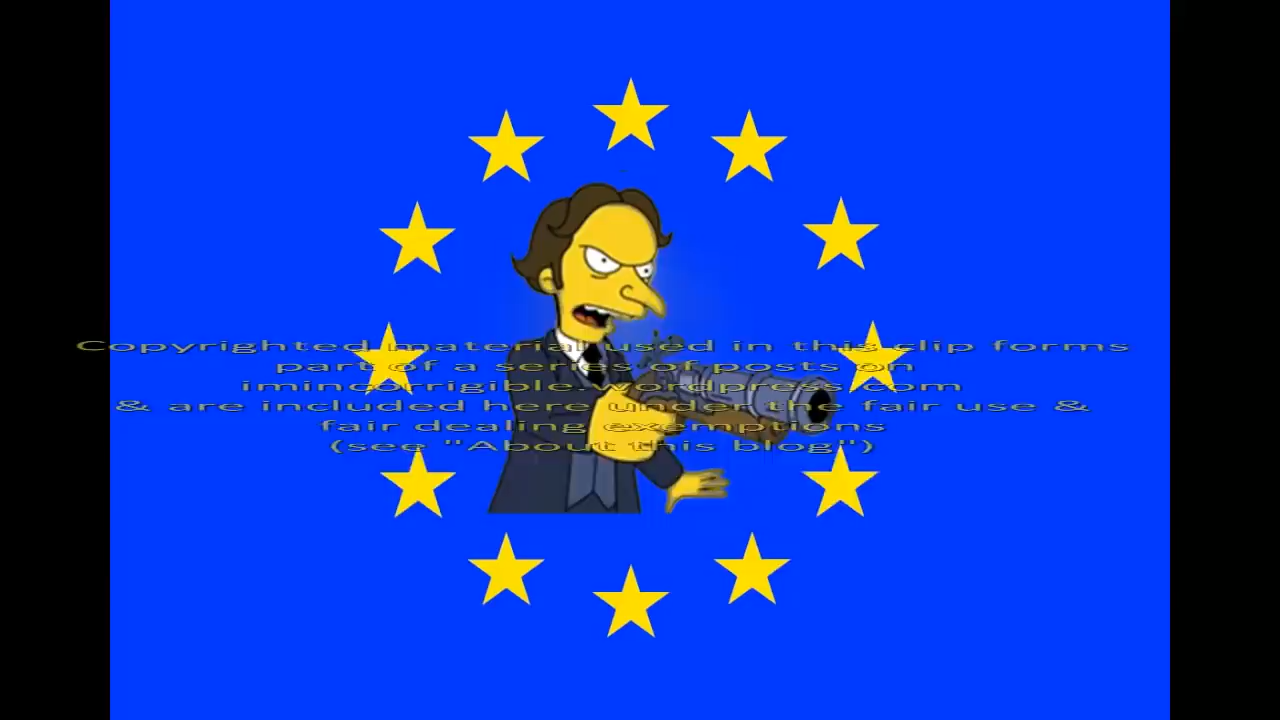 Copyrighted material used in this clip forms
part of a series of posts on
imincorrigible.wordpress.com
& are included here under the fair use &
fair dealing exemptions
(see "About this blog")